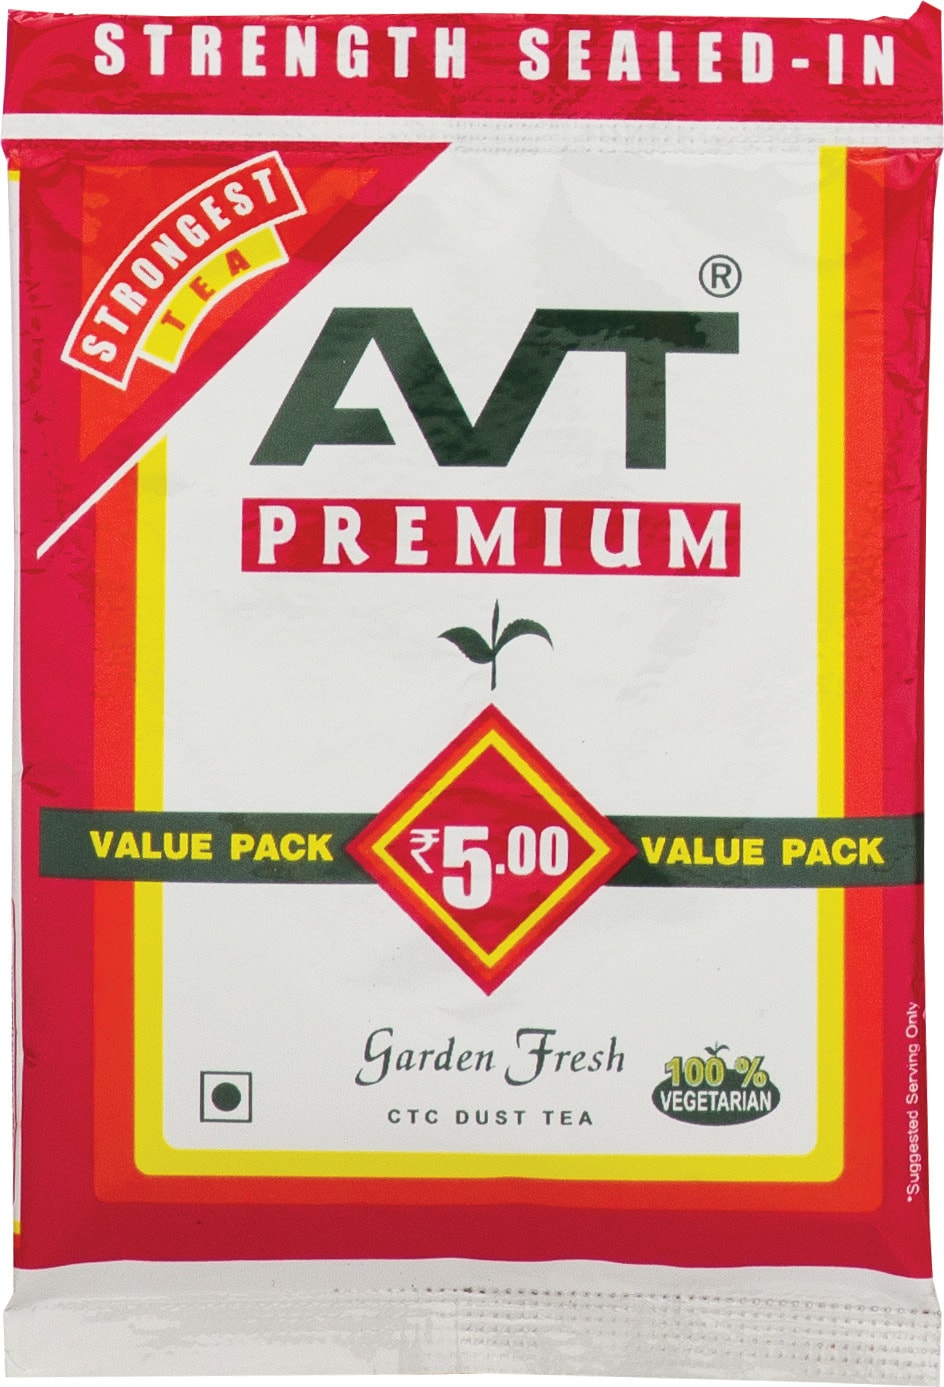 STRENGTH SEALED-IN
STRONGEST
TEA
AVT®
PREMIUM
VALUE PACK ₹5.00 VALUE PACK
Garden Fresh
CTC DUST TEA
100%
VEGETARIAN
*Suggested Serving Only